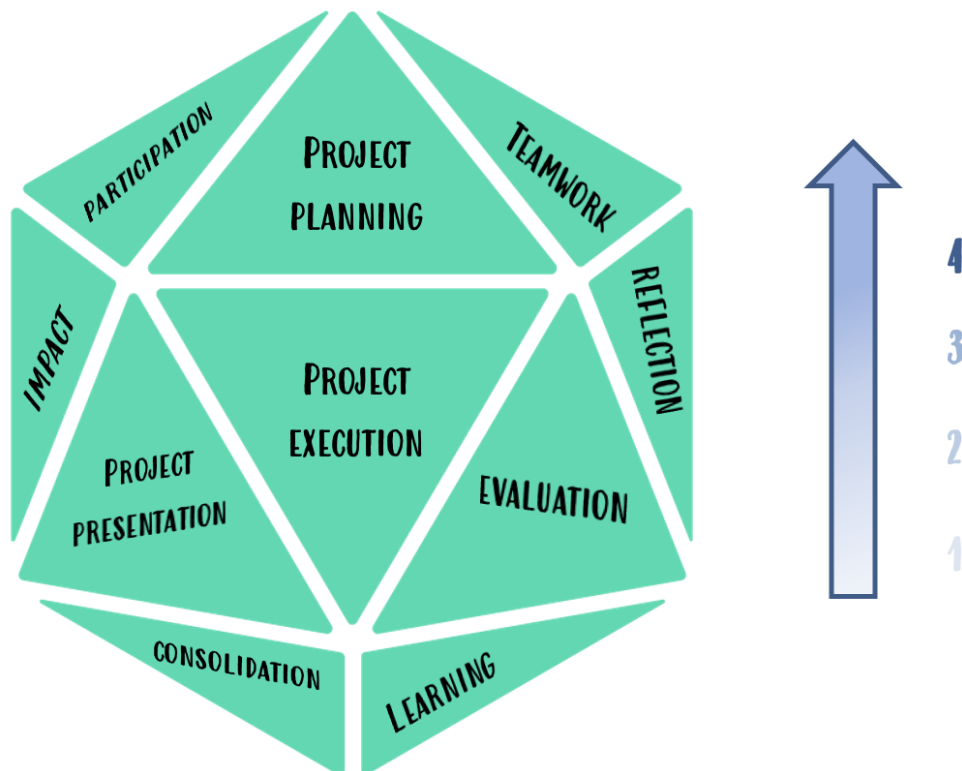 PARTICIPATION
PROJECT
PLANNING
TEAMWORK
IMPACT
REFLECTION
PROJECT
EXECUTION
PROJECT
PRESENTATION
EVALUATION
CONSOLIDATION
LEARNING
4
3
2
1